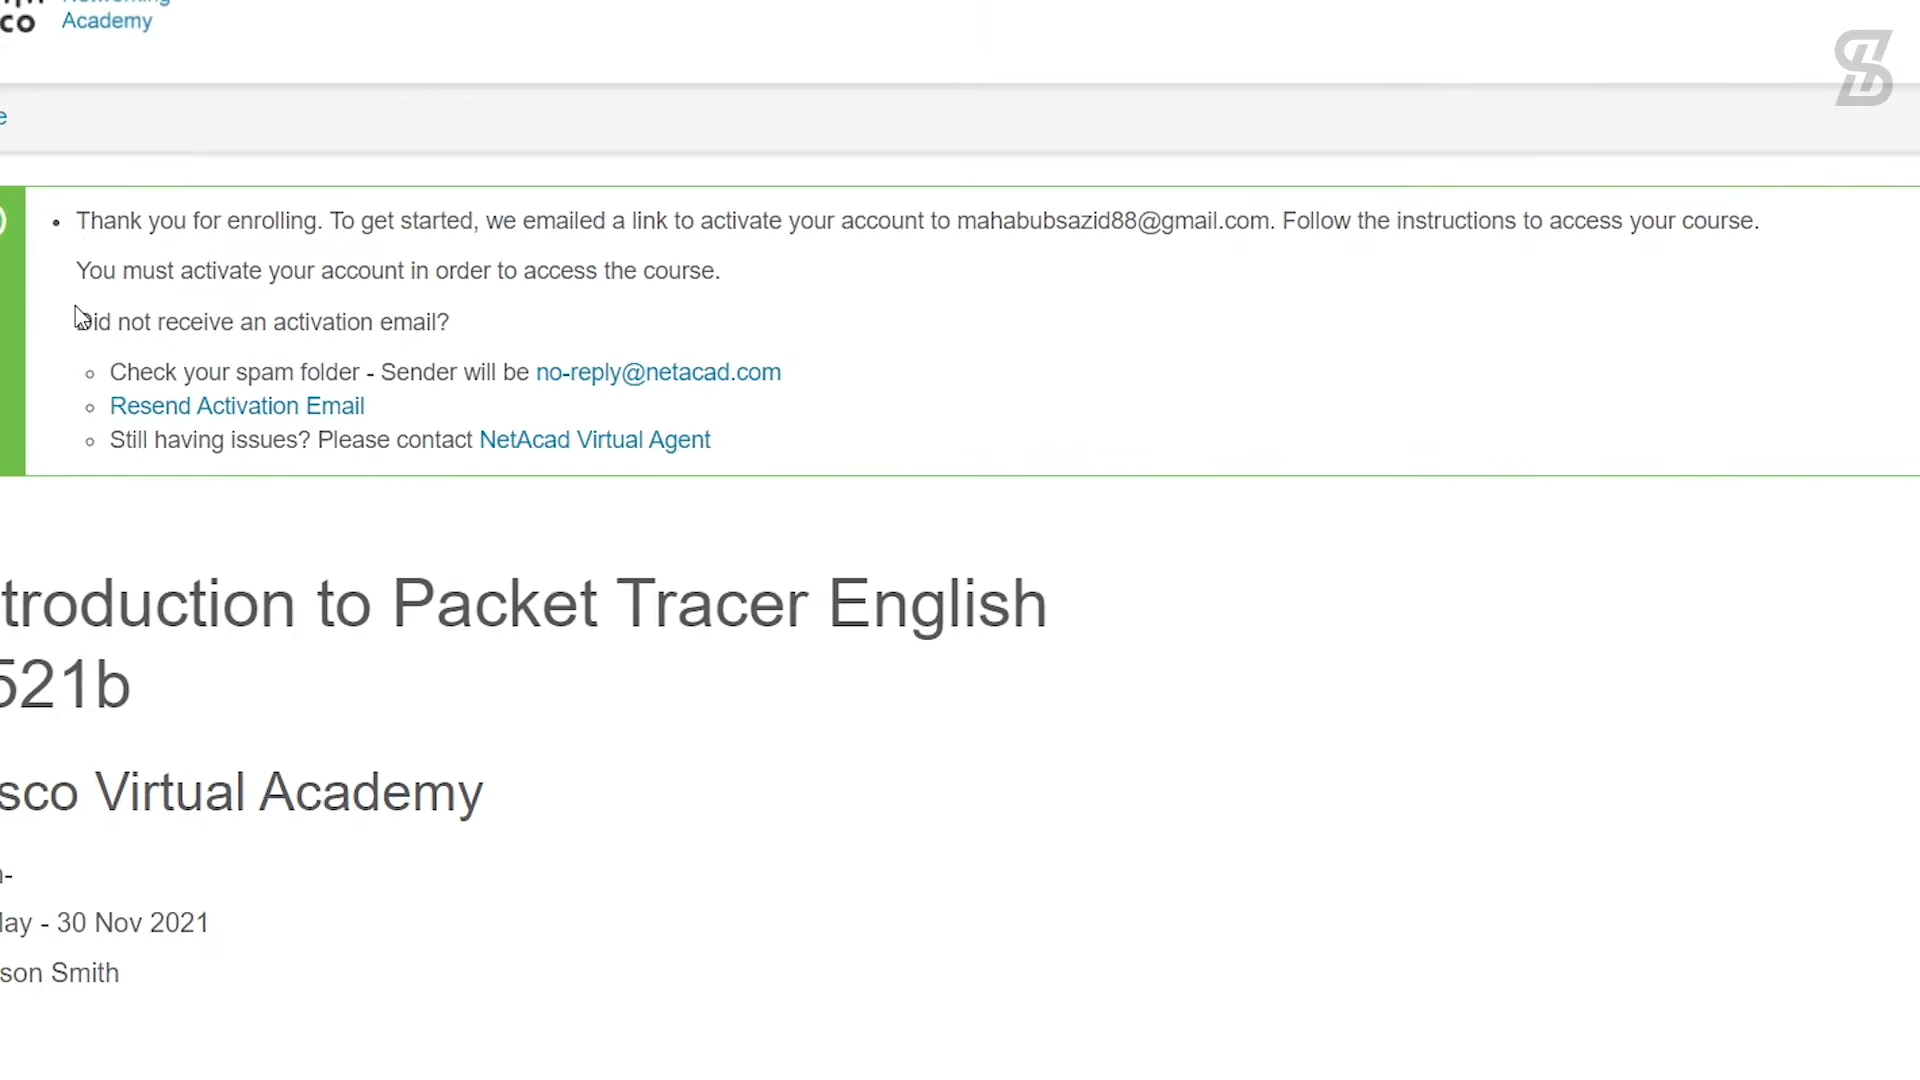 co
Academy
e
Thank you for enrolling. To get started, we emailed a link to activate your account to mahabubsazid88@gmail.com. Follow the instructions to access your course.
You must activate your account in order to access the course.
Did not receive an activation email?
Check your spam folder - Sender will be no-reply@netacad.com
Resend Activation Email
Still having issues? Please contact NetAcad Virtual Agent
troduction to Packet Tracer English
521b
sco Virtual Academy
- 30 Nov 2021
son Smith